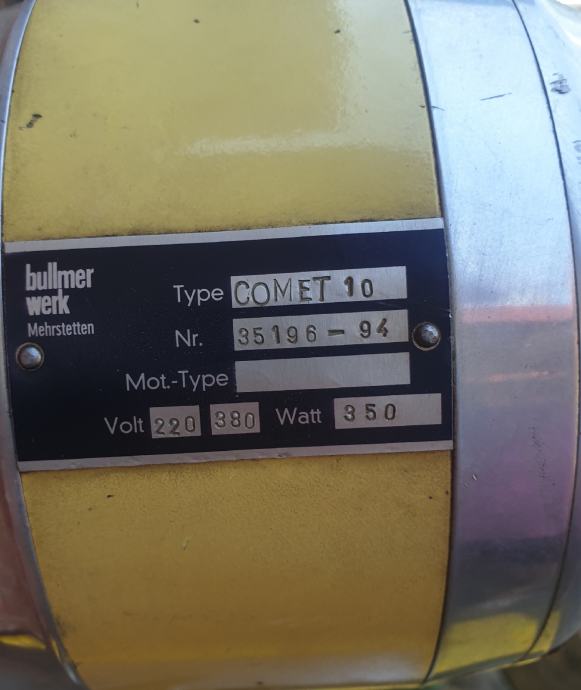 bullmer
werk
Mehrstetten
Type COMET 10
Nr. 35196-94
Mot.-Type
Volt 220 380 Watt 350